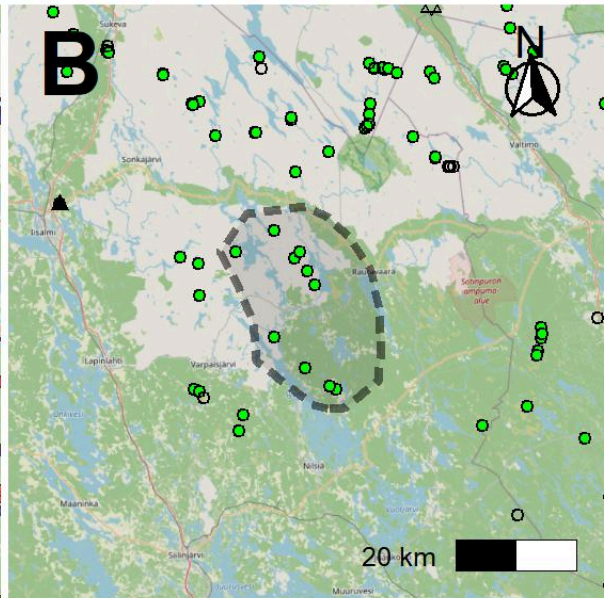 Sukeva
B
N
Valtimo
Sonkajärvi
Iisalmi
Rautavaara
Lapinlahti
Varpaisjärvi
Nilsiä
Maaninka
Siilinjärvi
20 km
Muuruvesi